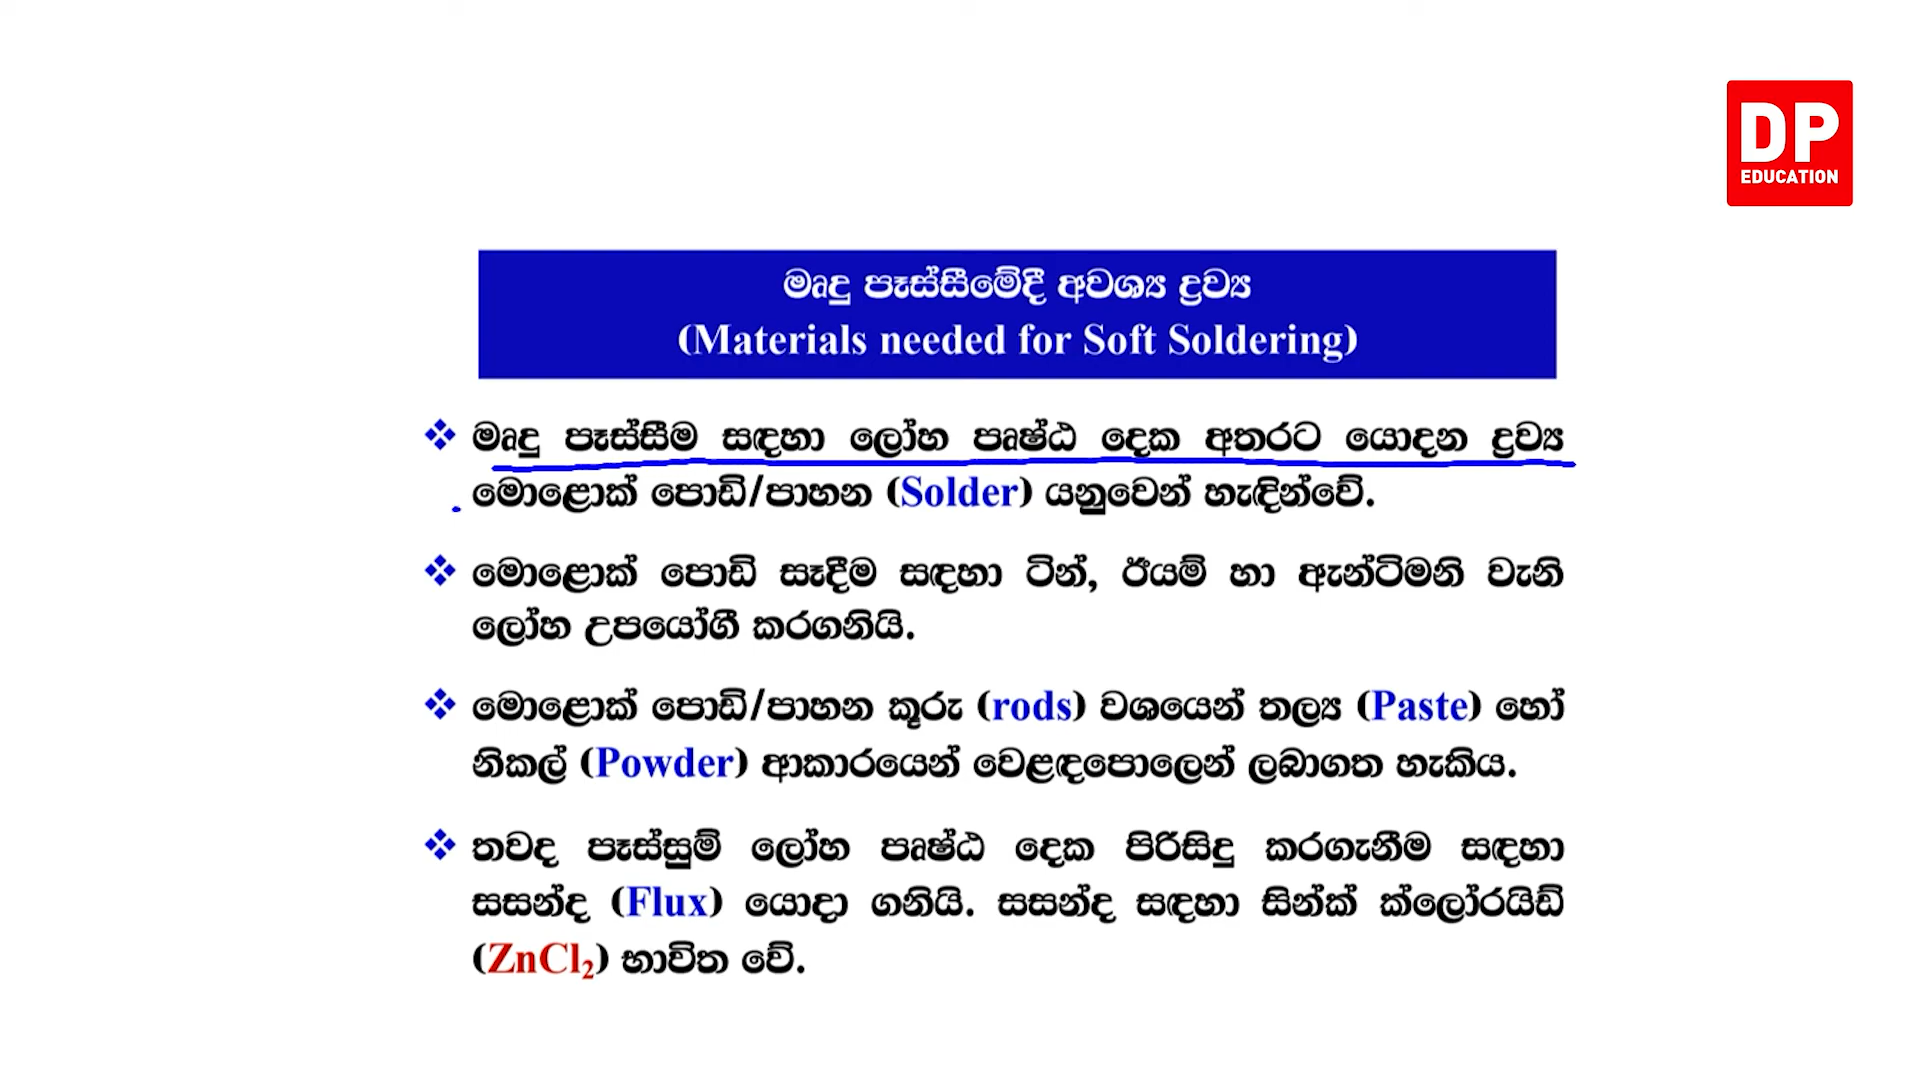 DP
EDUCATION
මෘදු පෑස්සීමේදී අවශ්‍ය ද්‍රව්‍ය
(Materials needed for Soft Soldering)
❖ මෘදු පෑස්සීම සඳහා ලෝහ පෘෂ්ඨ දෙක අතරට යොදන ද්‍රව්‍ය
මොළොක් පොඩි/පාහන (Solder) යනුවෙන් හැඳින්වේ.
❖ මොළොක් පොඩි සෑදීම සඳහා ටින්, ඊයම් හා ඇන්ටිමනි වැනි
ලෝහ උපයෝගී කරගනියි.
❖ මොළොක් පොඩි/පාහන කූරු (rods) වශයෙන් තල්‍ය (Paste) හෝ
නිකල් (Powder) ආකාරයෙන් වෙළඳපොලෙන් ලබාගත හැකිය.
❖ තවද පෑස්සුම් ලෝහ පෘෂ්ඨ දෙක පිරිසිදු කරගැනීම සඳහා
සසන්ද (Flux) යොදා ගනියි. සසන්ද සඳහා සින්ක් ක්ලෝරයිඩ්
(ZnCl₂) භාවිත වේ.